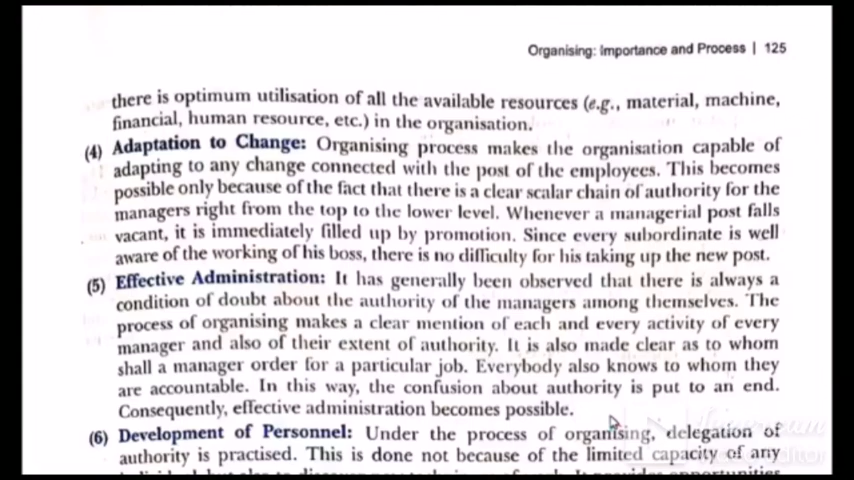 Organising: Importance and Process | 125
there is optimum utilisation of all the available resources (e.g., material, machine,
financial, human resource, etc.) in the organisation.
(4) Adaptation to Change: Organising process makes the organisation capable of
adapting to any change connected with the post of the employees. This becomes
possible only because of the fact that there is a clear scalar chain of authority for the
managers right from the top to the lower level. Whenever a managerial post falls
vacant, it is immediately filled up by promotion. Since every subordinate is well
aware of the working of his boss, there is no difficulty for his taking up the new post.
(5) Effective Administration: It has generally been observed that there is always a
condition of doubt about the authority of the managers among themselves. The
process of organising makes a clear mention of each and every activity of every
manager and also of their extent of authority. It is also made clear as to whom
shall a manager order for a particular job. Everybody also knows to whom they
are accountable. In this way, the confusion about authority is put to an end.
Consequently, effective administration becomes possible.
(6) Development of Personnel: Under the process of organising, delegation of
authority is practised. This is done not because of the limited capacity of any